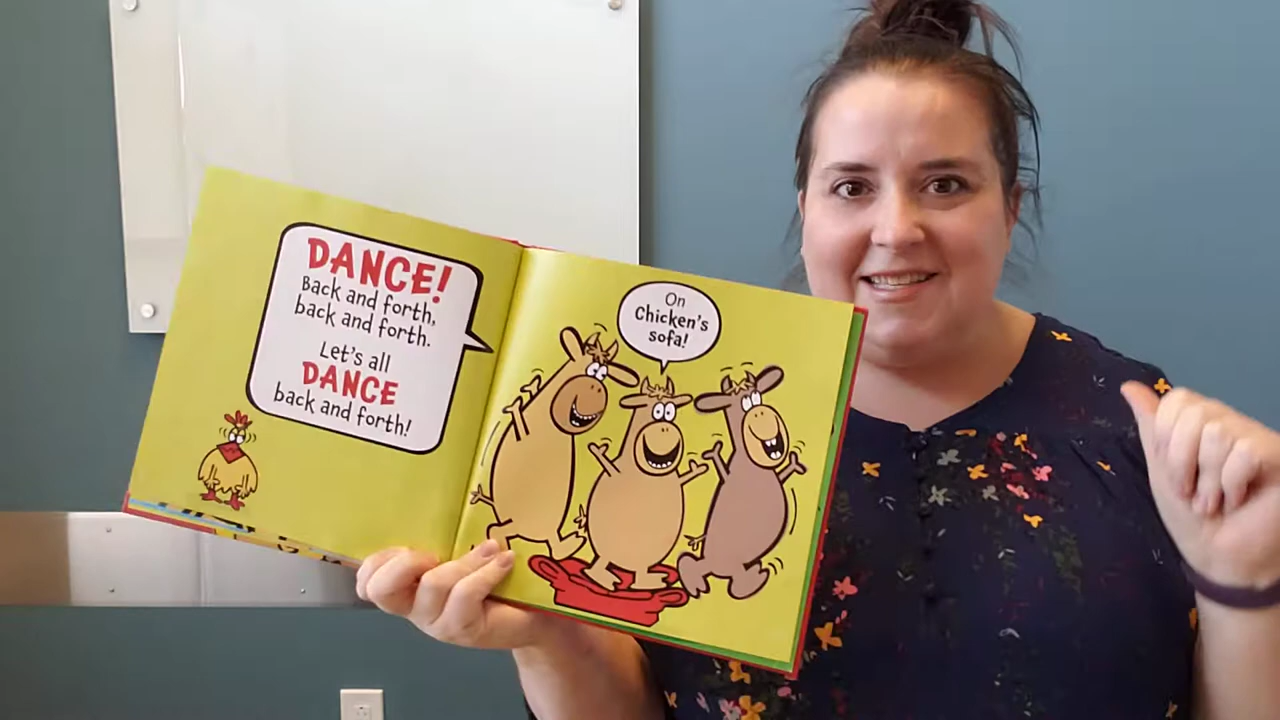 DANCE!
Back and forth,
back and forth.
Let's all
DANCE
back and forth!
On
Chicken's
sofa!